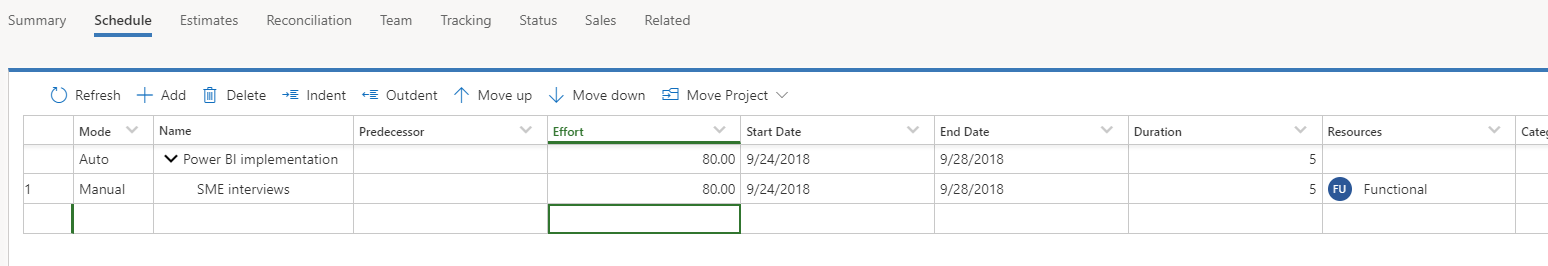 Summary Schedule Estimates Reconciliation Team Tracking Status Sales Related
Refresh Add Delete Indent Outdent Move up Move down Move Project
Mode Name Predecessor Effort Start Date End Date Duration Resources Categ
Auto Power BI implementation 80.00 9/24/2018 9/28/2018 5
1 Manual SME interviews 80.00 9/24/2018 9/28/2018 5 FU Functional